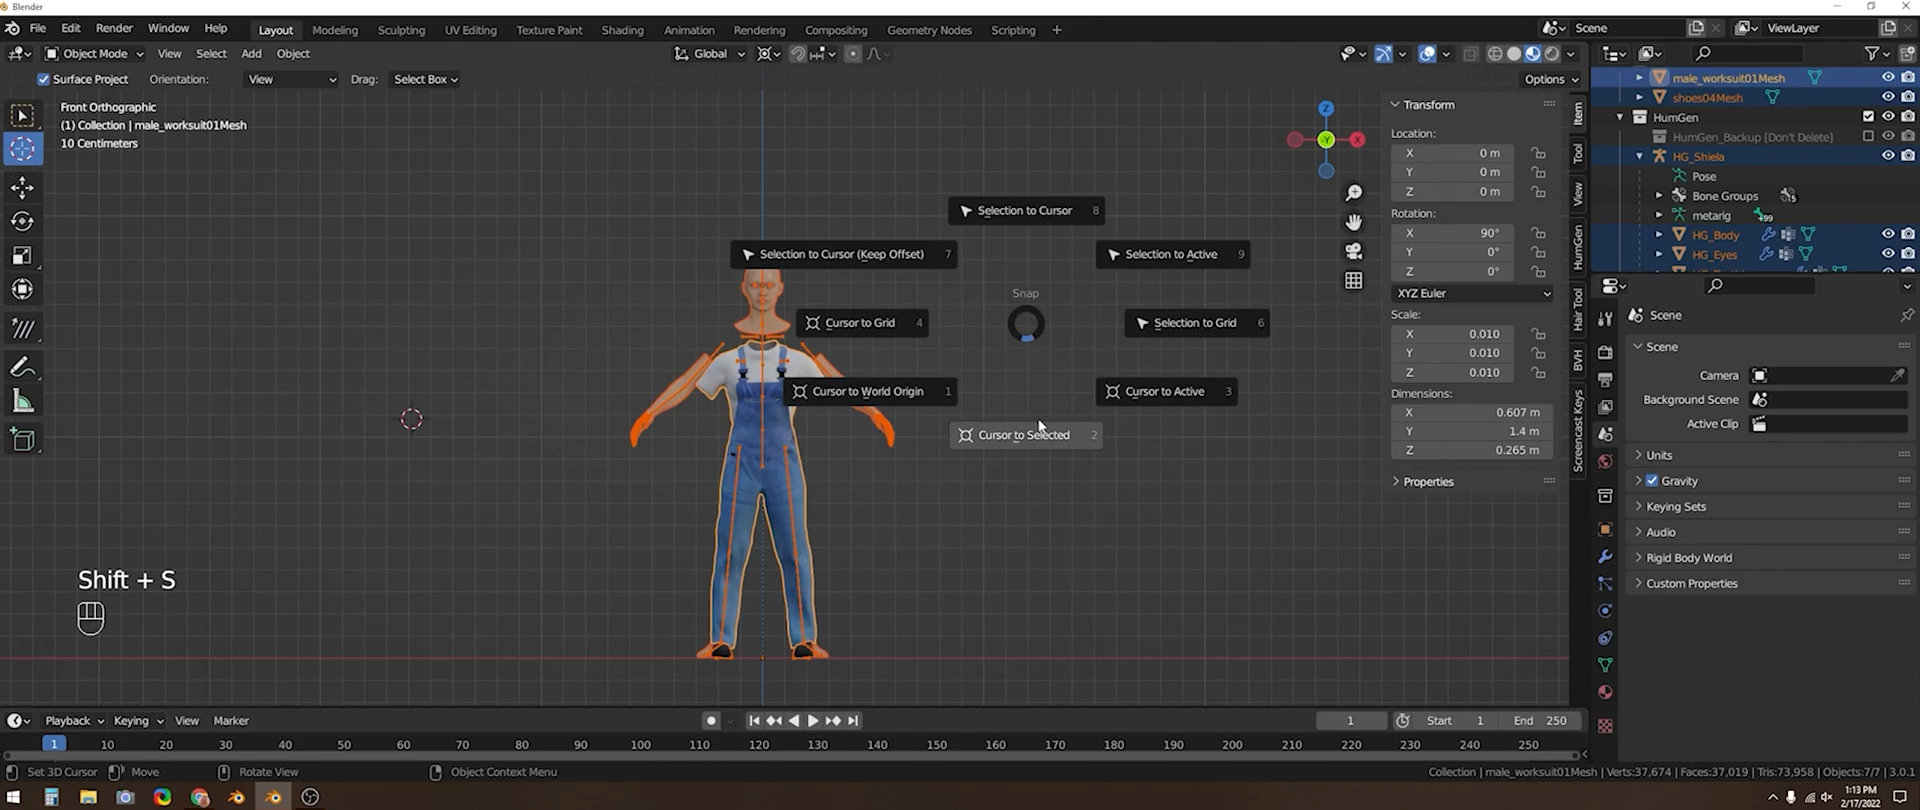 Blender
File Edit Render Window Help Layout Modeling Sculpting UV Editing Texture Paint Shading Animation Rendering Compositing Geometry Nodes Scripting + Scene ViewLayer
Object Mode View Select Add Object Global
Surface Project Orientation: View Drag: Select Box Options
Front Orthographic
(1) Collection | male_worksuit01Mesh
10 Centimeters
Z
X
Y
Snap
Selection to Cursor 8
Selection to Cursor (Keep Offset) 7
Selection to Active 9
Cursor to Grid 4
Selection to Grid 6
Cursor to World Origin 1
Cursor to Active 3
Cursor to Selected 2
Shift + S
Transform
Location:
X 0 m
Y 0 m
Z 0 m
Rotation:
X 90°
Y 0°
Z 0°
XYZ Euler
Scale:
X 0.010
Y 0.010
Z 0.010
Dimensions:
X 0.607 m
Y 1.4 m
Z 0.265 m
Properties
Item
Tool
View
HumGen
Hair Tool
BVH
Screencast Keys
male_worksuit01Mesh
shoes04Mesh
HumGen
HumGen_Backup [Don't Delete]
HG_Shiela
Pose
Bone Groups 15
metarig 99
HG_Body
HG_Eyes
Scene
Scene
Camera
Background Scene
Active Clip
Units
Gravity
Keying Sets
Audio
Rigid Body World
Custom Properties
Playback Keying View Marker 1 Start 1 End 250
1 10 20 30 40 50 60 70 80 90 100 110 120 130 140 150 160 170 180 190 200 210 220 230 240 250
Set 3D Cursor Move Rotate View Object Context Menu Collection | male_worksuit01Mesh | Verts:37,674 | Faces:37,019 | Tris:73,958 | Objects:7/7 | 3.0.1
1:13 PM
2/17/2022